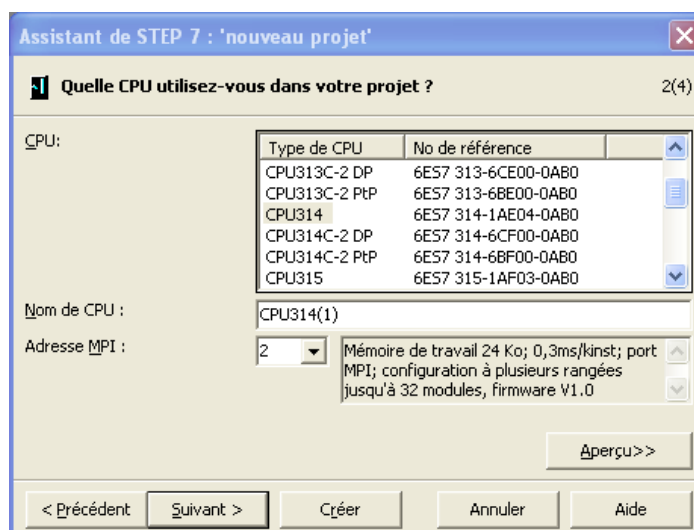 Assistant de STEP 7 : 'nouveau projet'
Quelle CPU utilisez-vous dans votre projet ? 2(4)
CPU:
Type de CPU No de référence
CPU313C-2 DP 6ES7 313-6CE00-0AB0
CPU313C-2 PtP 6ES7 313-6BE00-0AB0
CPU314 6ES7 314-1AE04-0AB0
CPU314C-2 DP 6ES7 314-6CF00-0AB0
CPU314C-2 PtP 6ES7 314-6BF00-0AB0
CPU315 6ES7 315-1AF03-0AB0
Nom de CPU : CPU314(1)
Adresse MPI : 2
Mémoire de travail 24 Ko; 0,3ms/kinst; port
MPI; configuration à plusieurs rangées
jusqu'à 32 modules, firmware V1.0
Aperçu>>
< Précédent Suivant > Créer Annuler Aide